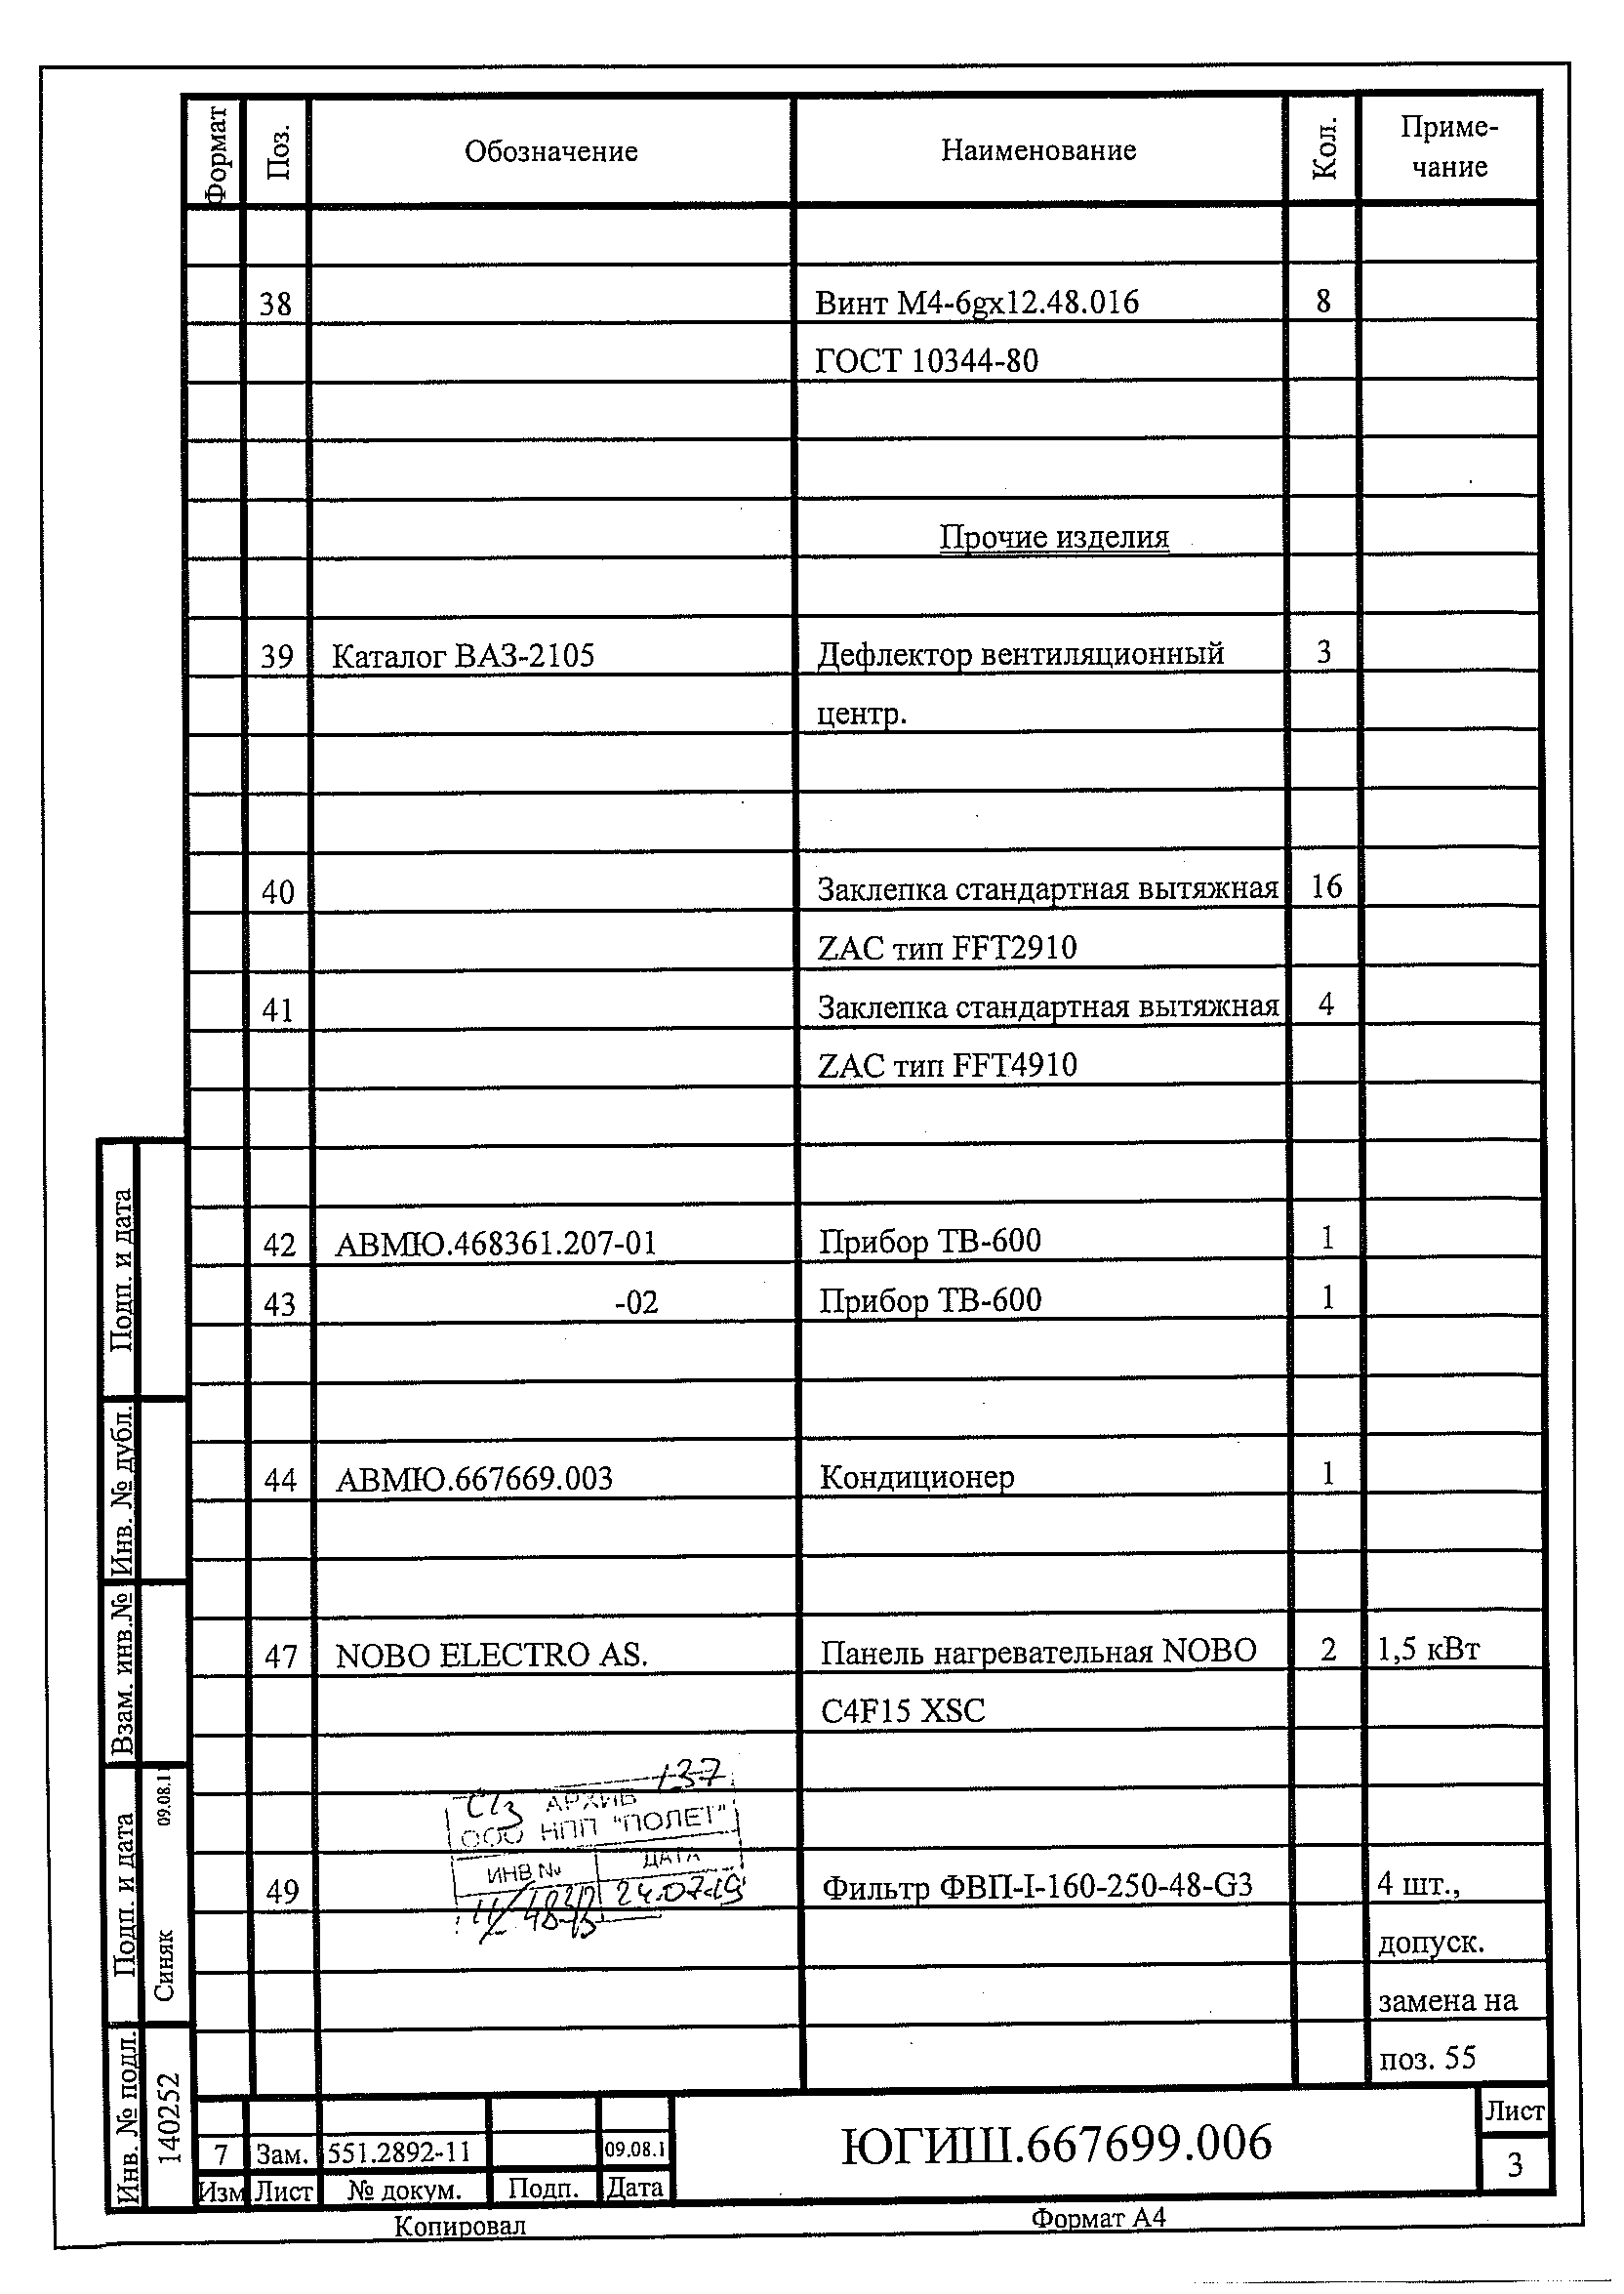 Формат Поз. Обозначение Наименование Кол. Приме-
чание
38 Винт М4-6gx12.48.016 8
ГОСТ 10344-80
Прочие изделия
39 Каталог ВАЗ-2105 Дефлектор вентиляционный 3
центр.
40 Заклепка стандартная вытяжная 16
ZAC тип FFT2910
41 Заклепка стандартная вытяжная 4
ZAC тип FFT4910
42 АВМЮ.468361.207-01 Прибор ТВ-600 1
43 -02 Прибор ТВ-600 1
44 АВМЮ.667669.003 Кондиционер 1
47 NOBO ELECTRO AS. Панель нагревательная NOBO 2 1,5 кВт
C4F15 XSC
137
АРХИВ
ООО НПП "ПОЛЕТ"
ИНВ № ДАТА
24.07.19
49 Фильтр ФВП-I-160-250-48-G3 4 шт.,
допуск.
замена на
поз. 55
Подп. и дата
Инв. № дубл.
Взам. инв.№
Подп. и дата Синяк 09.08.11
Инв. № подл. 140252
7 Зам. 551.2892-11 09.08.1
Изм Лист № докум. Подп. Дата
ЮГИШ.667699.006
Лист
3
Копировал Формат А4